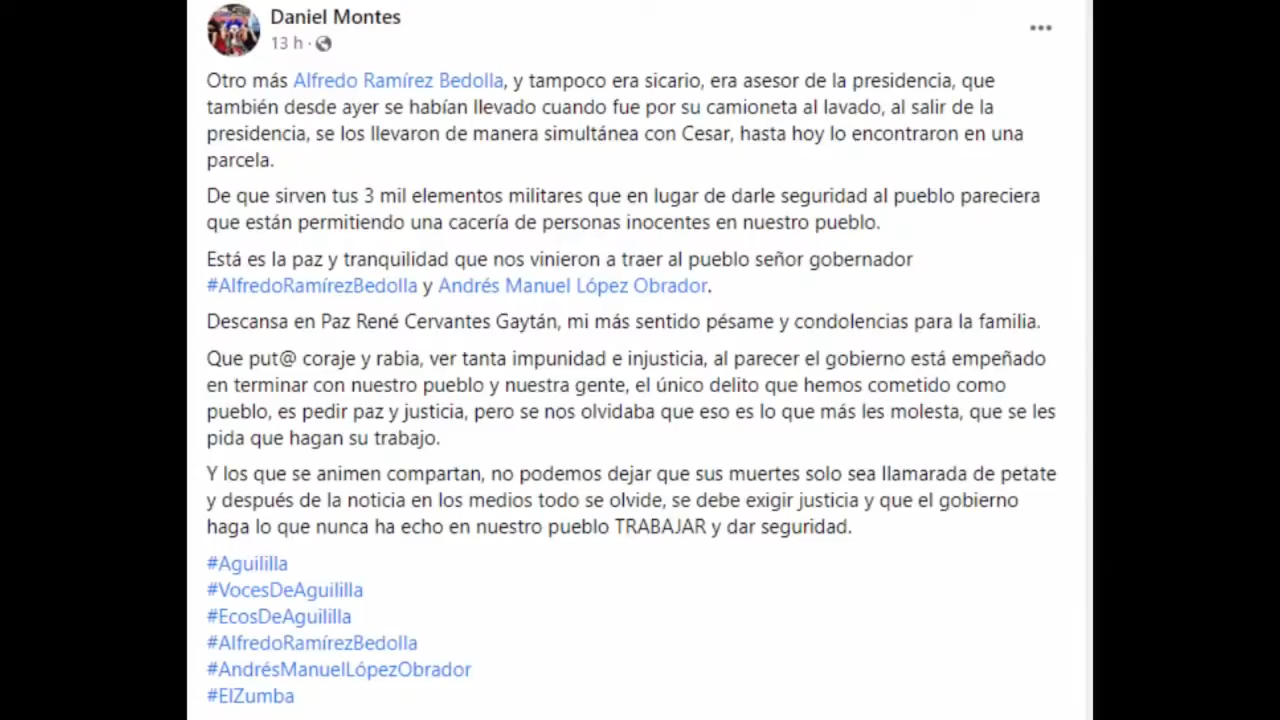 Daniel Montes
13 h ·
Otro más Alfredo Ramírez Bedolla, y tampoco era sicario, era asesor de la presidencia, que
también desde ayer se habían llevado cuando fue por su camioneta al lavado, al salir de la
presidencia, se los llevaron de manera simultánea con Cesar, hasta hoy lo encontraron en una
parcela.
De que sirven tus 3 mil elementos militares que en lugar de darle seguridad al pueblo pareciera
que están permitiendo una cacería de personas inocentes en nuestro pueblo.
Está es la paz y tranquilidad que nos vinieron a traer al pueblo señor gobernador
#AlfredoRamírezBedolla y Andrés Manuel López Obrador.
Descansa en Paz René Cervantes Gaytán, mi más sentido pésame y condolencias para la familia.
Que put@ coraje y rabia, ver tanta impunidad e injusticia, al parecer el gobierno está empeñado
en terminar con nuestro pueblo y nuestra gente, el único delito que hemos cometido como
pueblo, es pedir paz y justicia, pero se nos olvidaba que eso es lo que más les molesta, que se les
pida que hagan su trabajo.
Y los que se animen compartan, no podemos dejar que sus muertes solo sea llamarada de petate
y después de la noticia en los medios todo se olvide, se debe exigir justicia y que el gobierno
haga lo que nunca ha echo en nuestro pueblo TRABAJAR y dar seguridad.
#Aguililla
#VocesDeAguililla
#EcosDeAguililla
#AlfredoRamírezBedolla
#AndrésManuelLópezObrador
#ElZumba